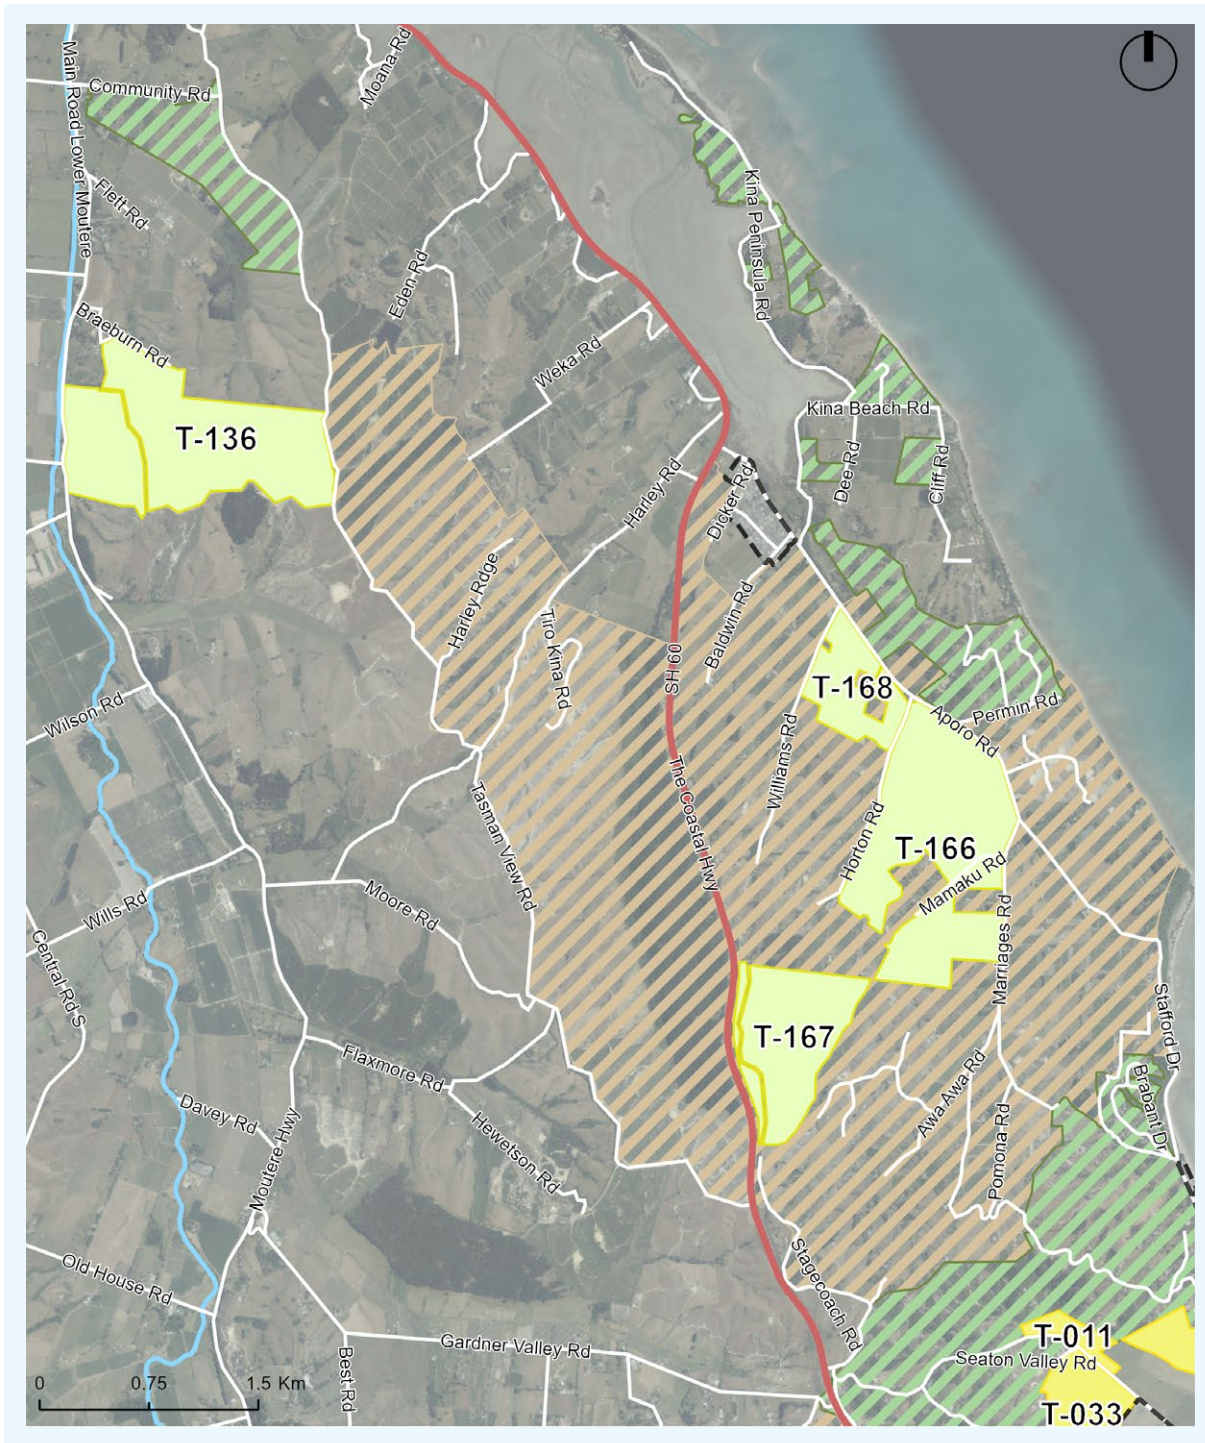 Moana Rd
Main Road Lower Moutere
Community Rd
Flett Rd
Kina Peninsula Rd
Eden Rd
Braeburn Rd
Weka Rd
Kina Beach Rd
T-136
Dee Rd
Cliff Rd
Harley Rd
Dicker Rd
Harley Rdge
Tiro Kina Rd
Baldwin Rd
SH 60
T-168
Wilson Rd
Permin Rd
Aporo Rd
Williams Rd
The Coastal Hwy
Tasman View Rd
Horton Rd
T-166
Mamaku Rd
Moore Rd
Wills Rd
Central Rd S
Marriages Rd
Stafford Dr
T-167
Flaxmore Rd
Awa Awa Rd
Brabant Dr
Davey Rd
Hewetson Rd
Moutere Hwy
Pomona Rd
Old House Rd
Stagecoach Rd
T-011
Gardner Valley Rd
Seaton Valley Rd
Best Rd
0 0.75 1.5 Km
T-033